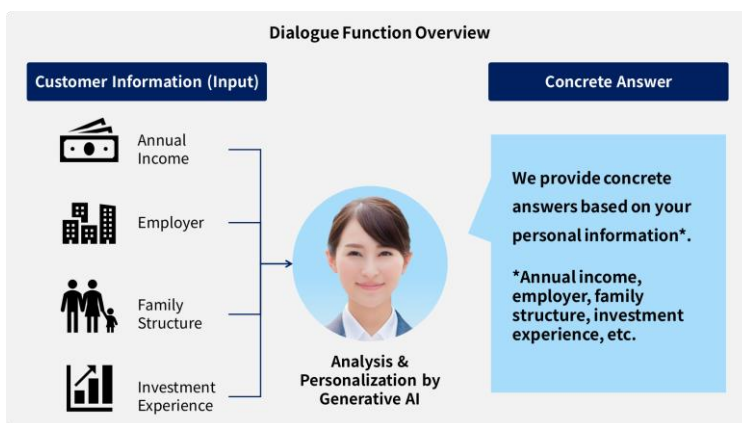 Dialogue Function Overview
Customer Information (Input)
Annual
Income
Employer
Family
Structure
Investment
Experience
Analysis &
Personalization by
Generative AI
Concrete Answer
We provide concrete
answers based on your
personal information*.
*Annual income,
employer, family
structure, investment
experience, etc.